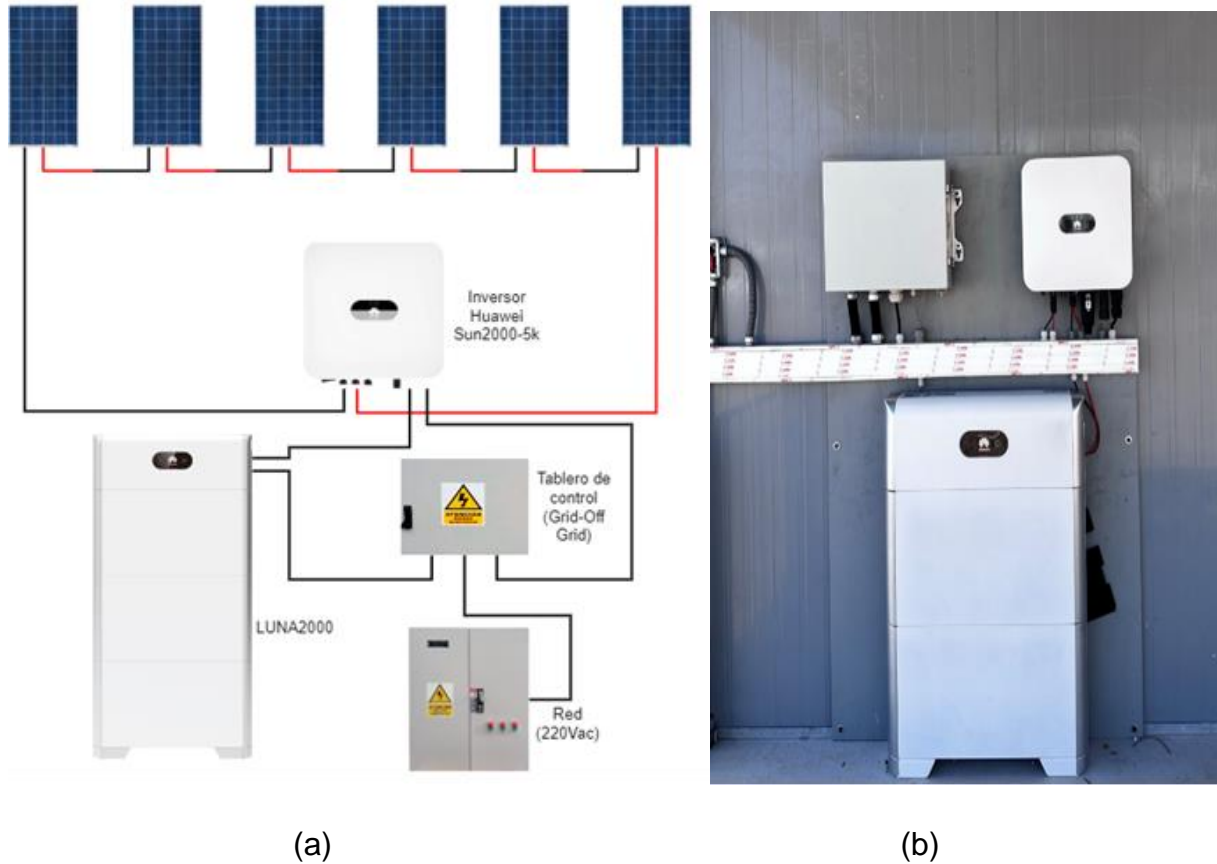 Inversor
Huawei
Sun2000-5k
Tablero de
control
(Grid-Off
Grid)
LUNA2000
Red
(220Vac)
(a)
(b)